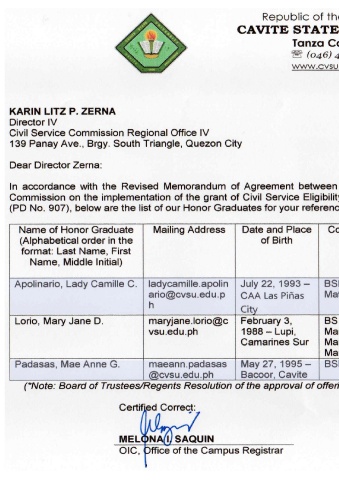 Republic of th
CAVITE STATE
Tanza Ca
☏ (046) 4
www.cvsu
KARIN LITZ P. ZERNA
Director IV
Civil Service Commission Regional Office IV
139 Panay Ave., Brgy. South Triangle, Quezon City
Dear Director Zerna:
In accordance with the Revised Memorandum of Agreement between
Commission on the implementation of the grant of Civil Service Eligibility
(PD No. 907), below are the list of our Honor Graduates for your referenc
Name of Honor Graduate
(Alphabetical order in the
format: Last Name, First
Name, Middle Initial)
Mailing Address
Date and Place
of Birth
Co
Apolinario, Lady Camille C.
ladycamille.apolin
ario@cvsu.edu.p
h
July 22, 1993 –
CAA Las Piñas
City
BSI
Ma
Lorio, Mary Jane D.
maryjane.lorio@c
vsu.edu.ph
February 3,
1988 – Lupi,
Camarines Sur
BS
Ma
Ma
Ma
Padasas, Mae Anne G.
maeann.padasas
@cvsu.edu.ph
May 27, 1995 –
Bacoor, Cavite
BSI
(*Note: Board of Trustees/Regents Resolution of the approval of offer
Certified Correct:
MELONA I. SAQUIN
OIC, Office of the Campus Registrar